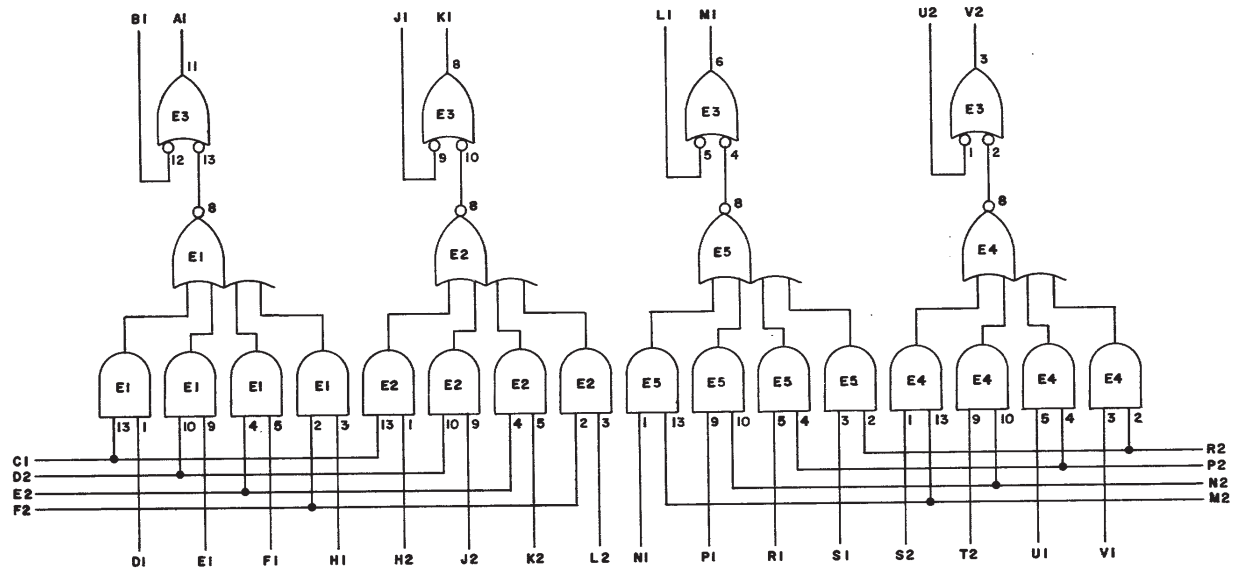 B1 A1 J1 K1 L1 M1 U2 V2
11 8 6 3
E3 E3 E3 E3
12 13 9 10 5 4 1 2
8 8 8 8
E1 E2 E5 E4
E1 E1 E1 E1 E2 E2 E2 E2 E5 E5 E5 E5 E4 E4 E4 E4
13 1 10 9 4 5 2 3 13 1 10 9 4 5 2 3 1 13 9 10 5 4 3 2 1 13 9 10 5 4 3 2
C1 R2
D2 P2
E2 N2
F2 M2
D1 E1 F1 H1 H2 J2 K2 L2 N1 P1 R1 S1 S2 T2 U1 V1